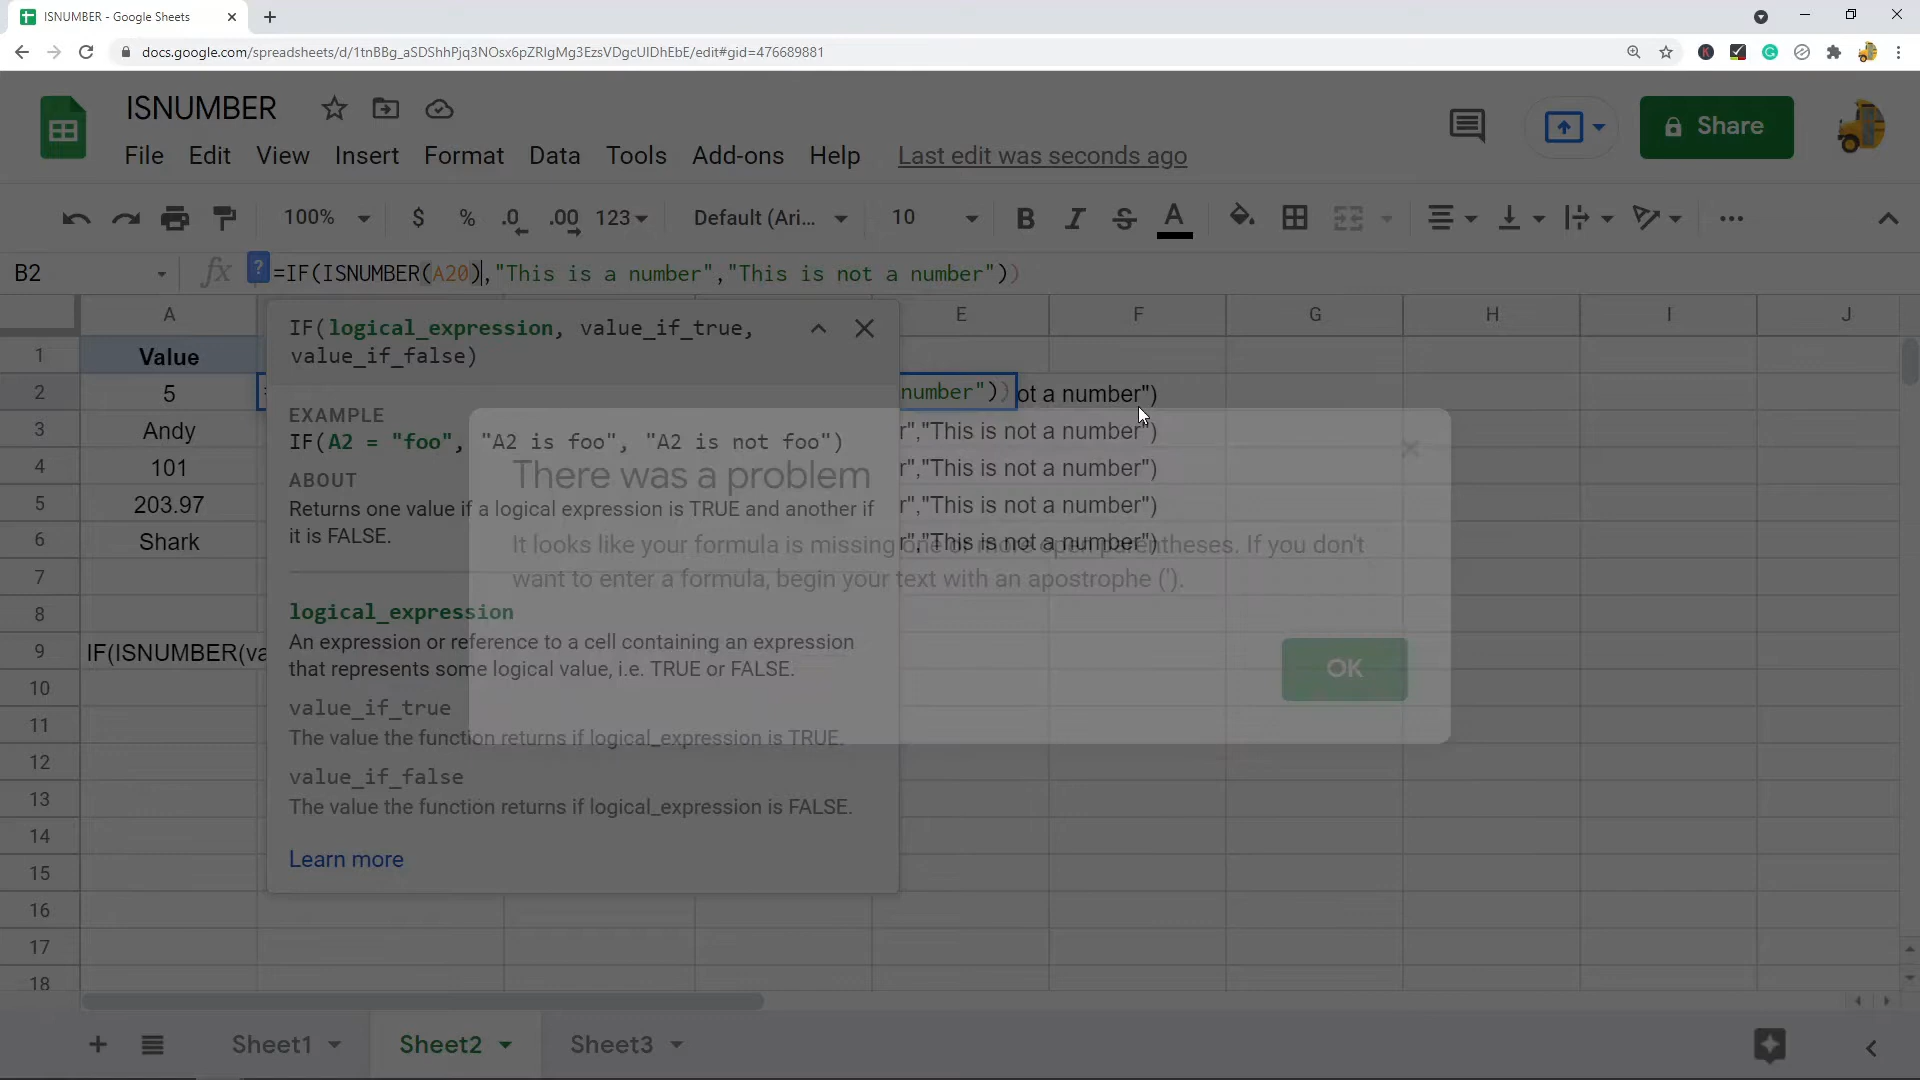 ISNUMBER - Google Sheets
docs.google.com/spreadsheets/d/1tnBBg_aSDShhPjq3NOsx6pZRIgMg3EzsVDgcUIDhEbE/edit#gid=476689881
ISNUMBER
Share
File Edit View Insert Format Data Tools Add-ons Help Last edit was seconds ago
100% $ % .0 .00 123 Default (Ari... 10 B I S A
B2 fx ? =IF(ISNUMBER(A20),"This is a number","This is not a number"))
A E F G H I J
IF(logical_expression, value_if_true,
value_if_false)
1 Value
2 5 number")) ot a number")
3 Andy r","This is not a number")
4 101 r","This is not a number")
5 203.97 r","This is not a number")
6 Shark r","This is not a number")
7
8
9 IF(ISNUMBER(va
10
11
12
13
14
15
16
17
18
EXAMPLE
IF(A2 = "foo", "A2 is foo", "A2 is not foo")
ABOUT
Returns one value if a logical expression is TRUE and another if
it is FALSE.
logical_expression
An expression or reference to a cell containing an expression
that represents some logical value, i.e. TRUE or FALSE.
value_if_true
The value the function returns if logical_expression is TRUE.
value_if_false
The value the function returns if logical_expression is FALSE.
Learn more
There was a problem
It looks like your formula is missing one or more open parentheses. If you don't
want to enter a formula, begin your text with an apostrophe (').
OK
Sheet1 Sheet2 Sheet3